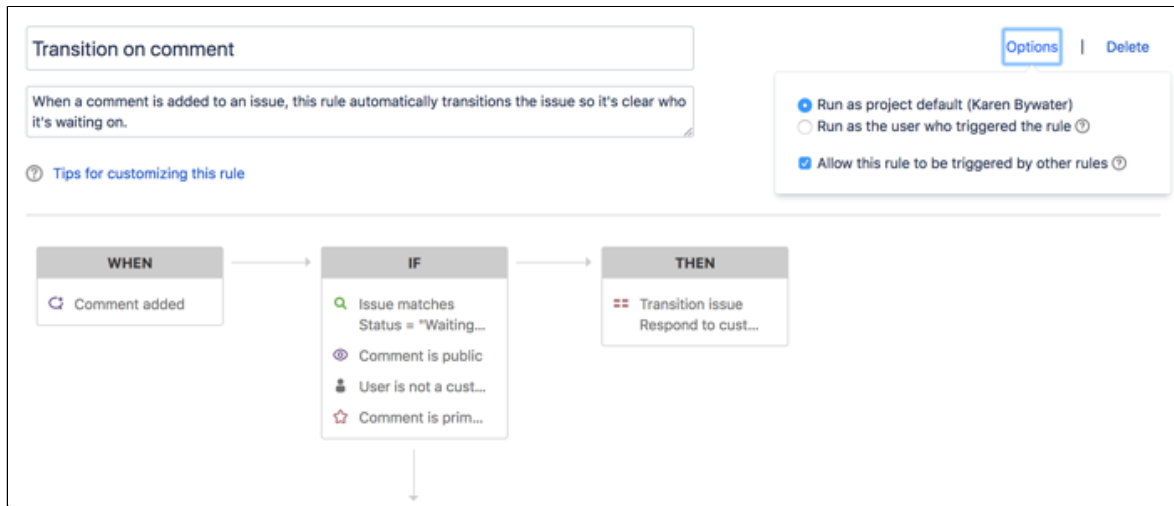 Transition on comment
Options | Delete
When a comment is added to an issue, this rule automatically transitions the issue so it's clear who
it's waiting on.
Run as project default (Karen Bywater)
Run as the user who triggered the rule
Allow this rule to be triggered by other rules
Tips for customizing this rule
WHEN
Comment added
IF
Issue matches
Status = "Waiting...
Comment is public
User is not a cust...
Comment is prim...
THEN
Transition issue
Respond to cust...